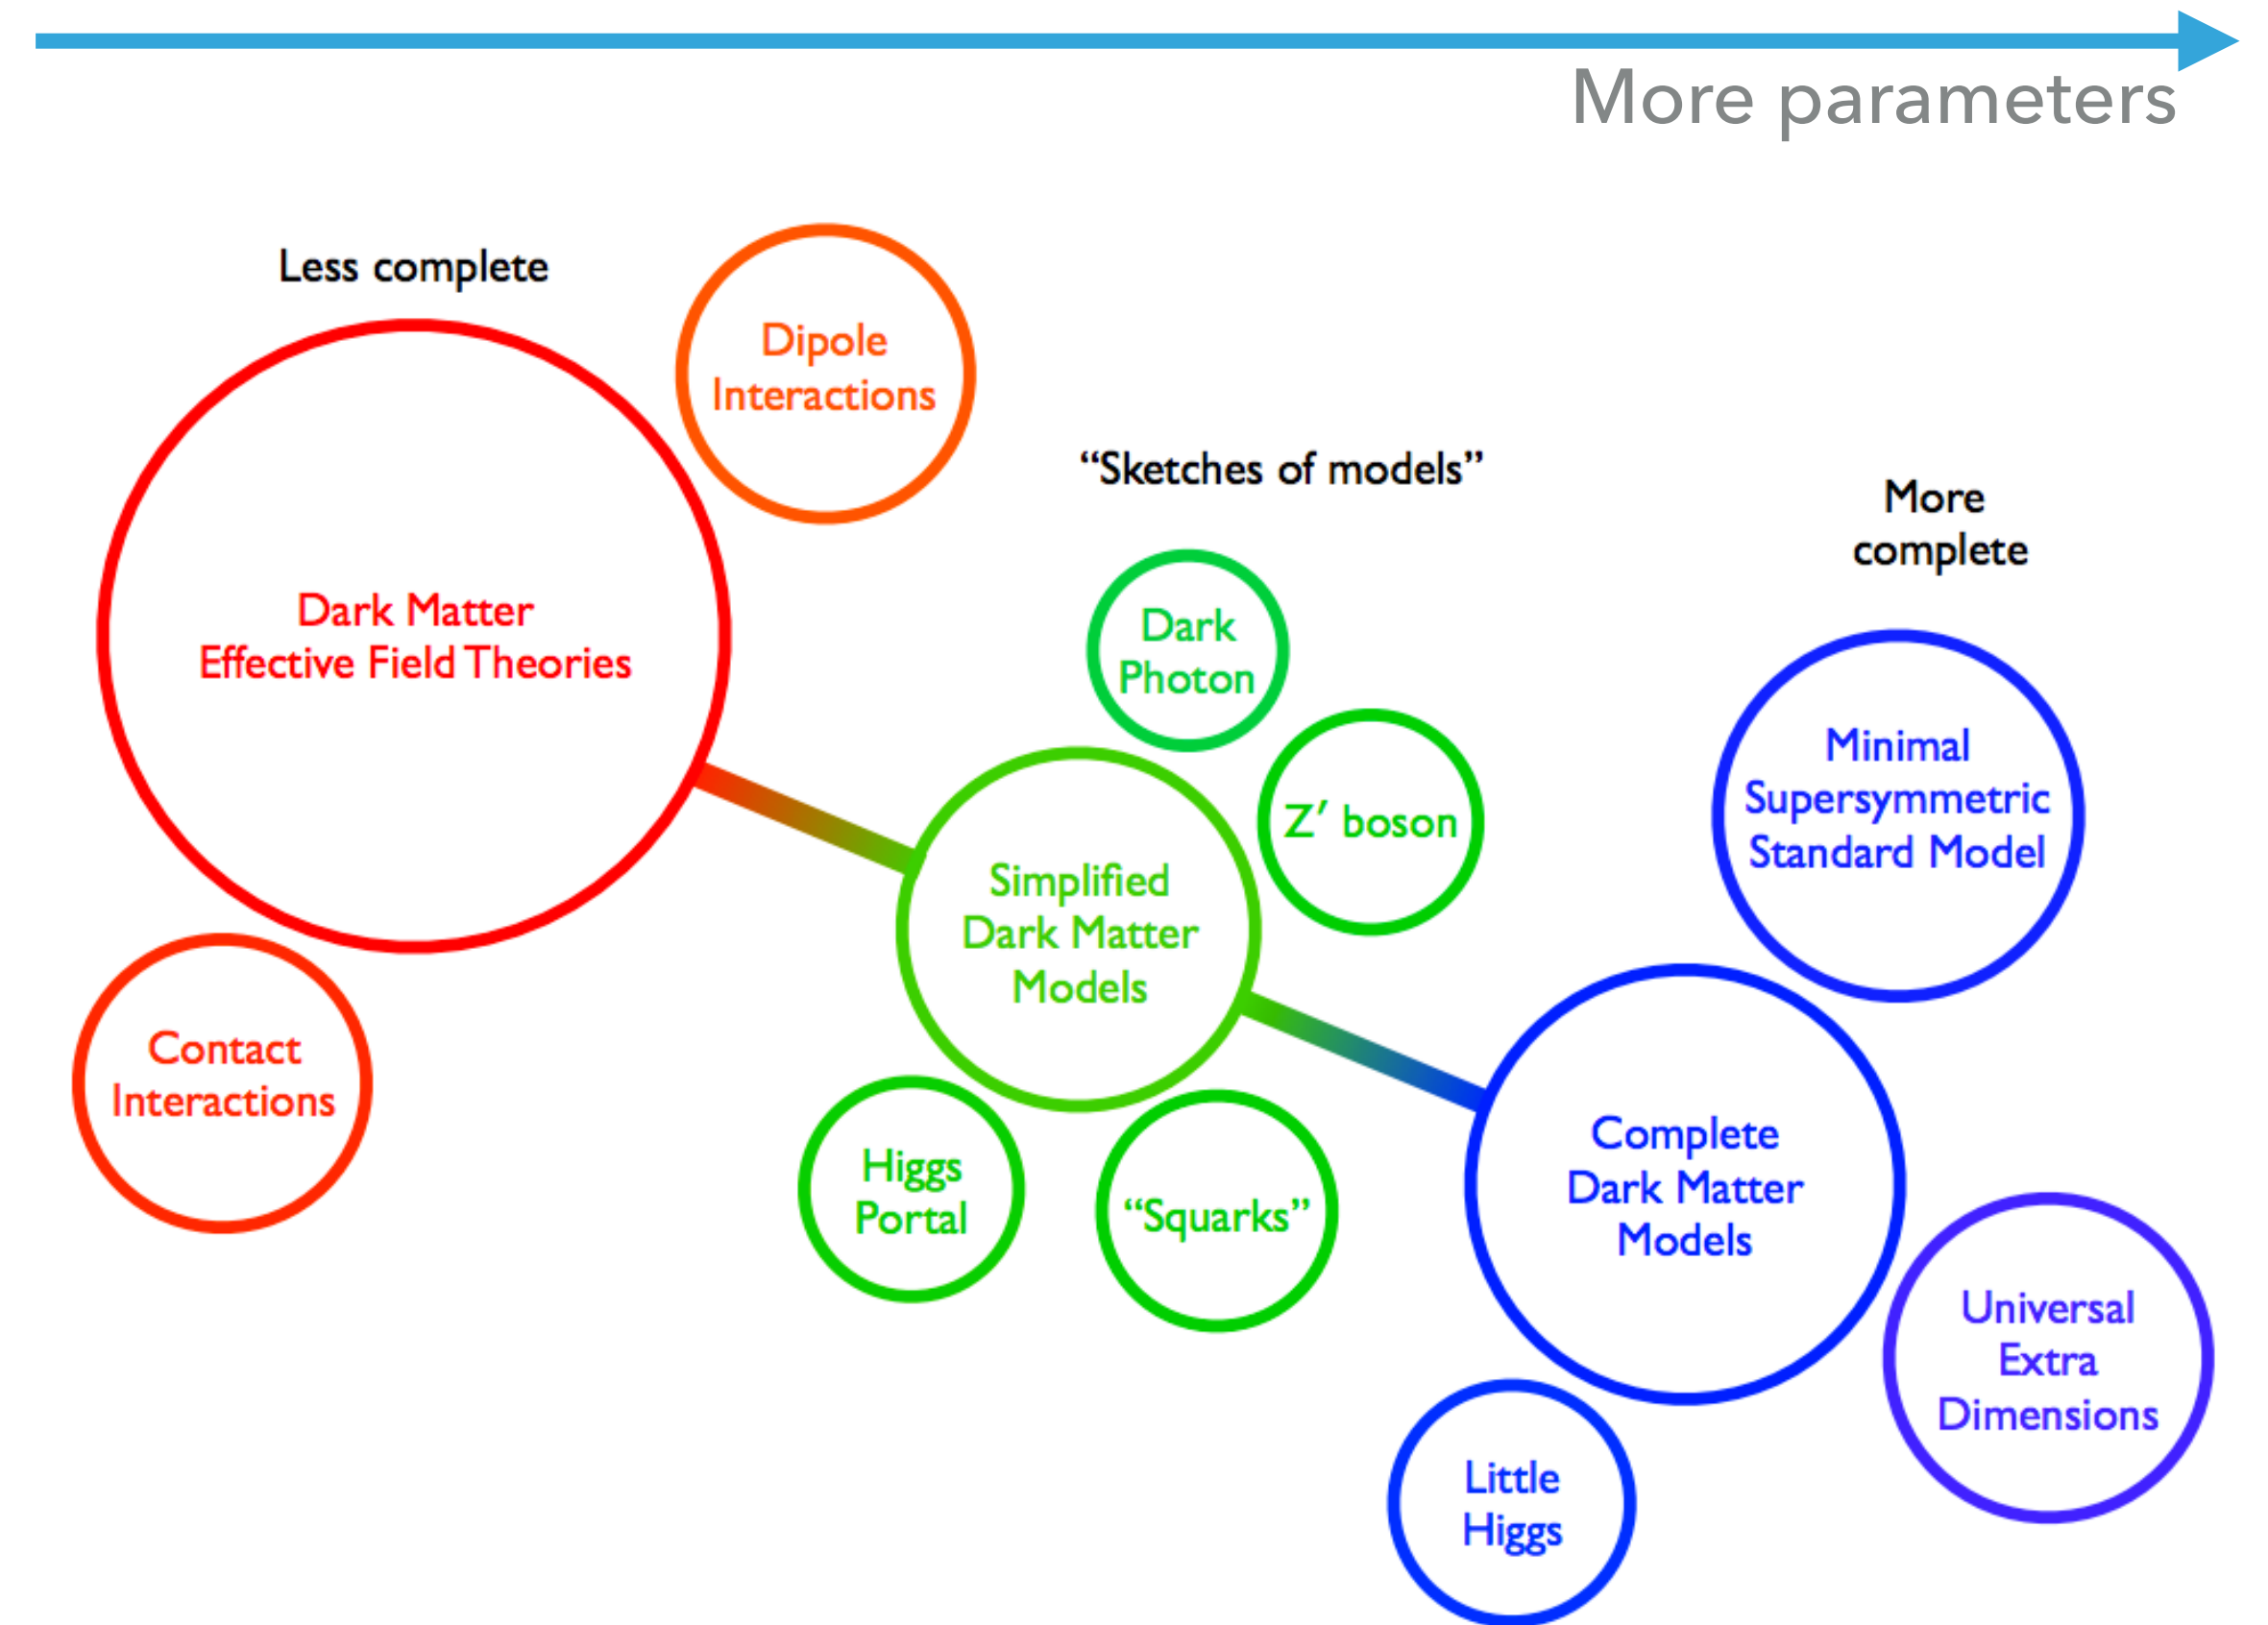 More parameters
Less complete
Dipole
Interactions
“Sketches of models”
More
complete
Dark Matter
Effective Field Theories
Dark
Photon
Z′ boson
Minimal
Supersymmetric
Standard Model
Simplified
Dark Matter
Models
Contact
Interactions
Higgs
Portal
“Squarks”
Complete
Dark Matter
Models
Universal
Extra
Dimensions
Little
Higgs